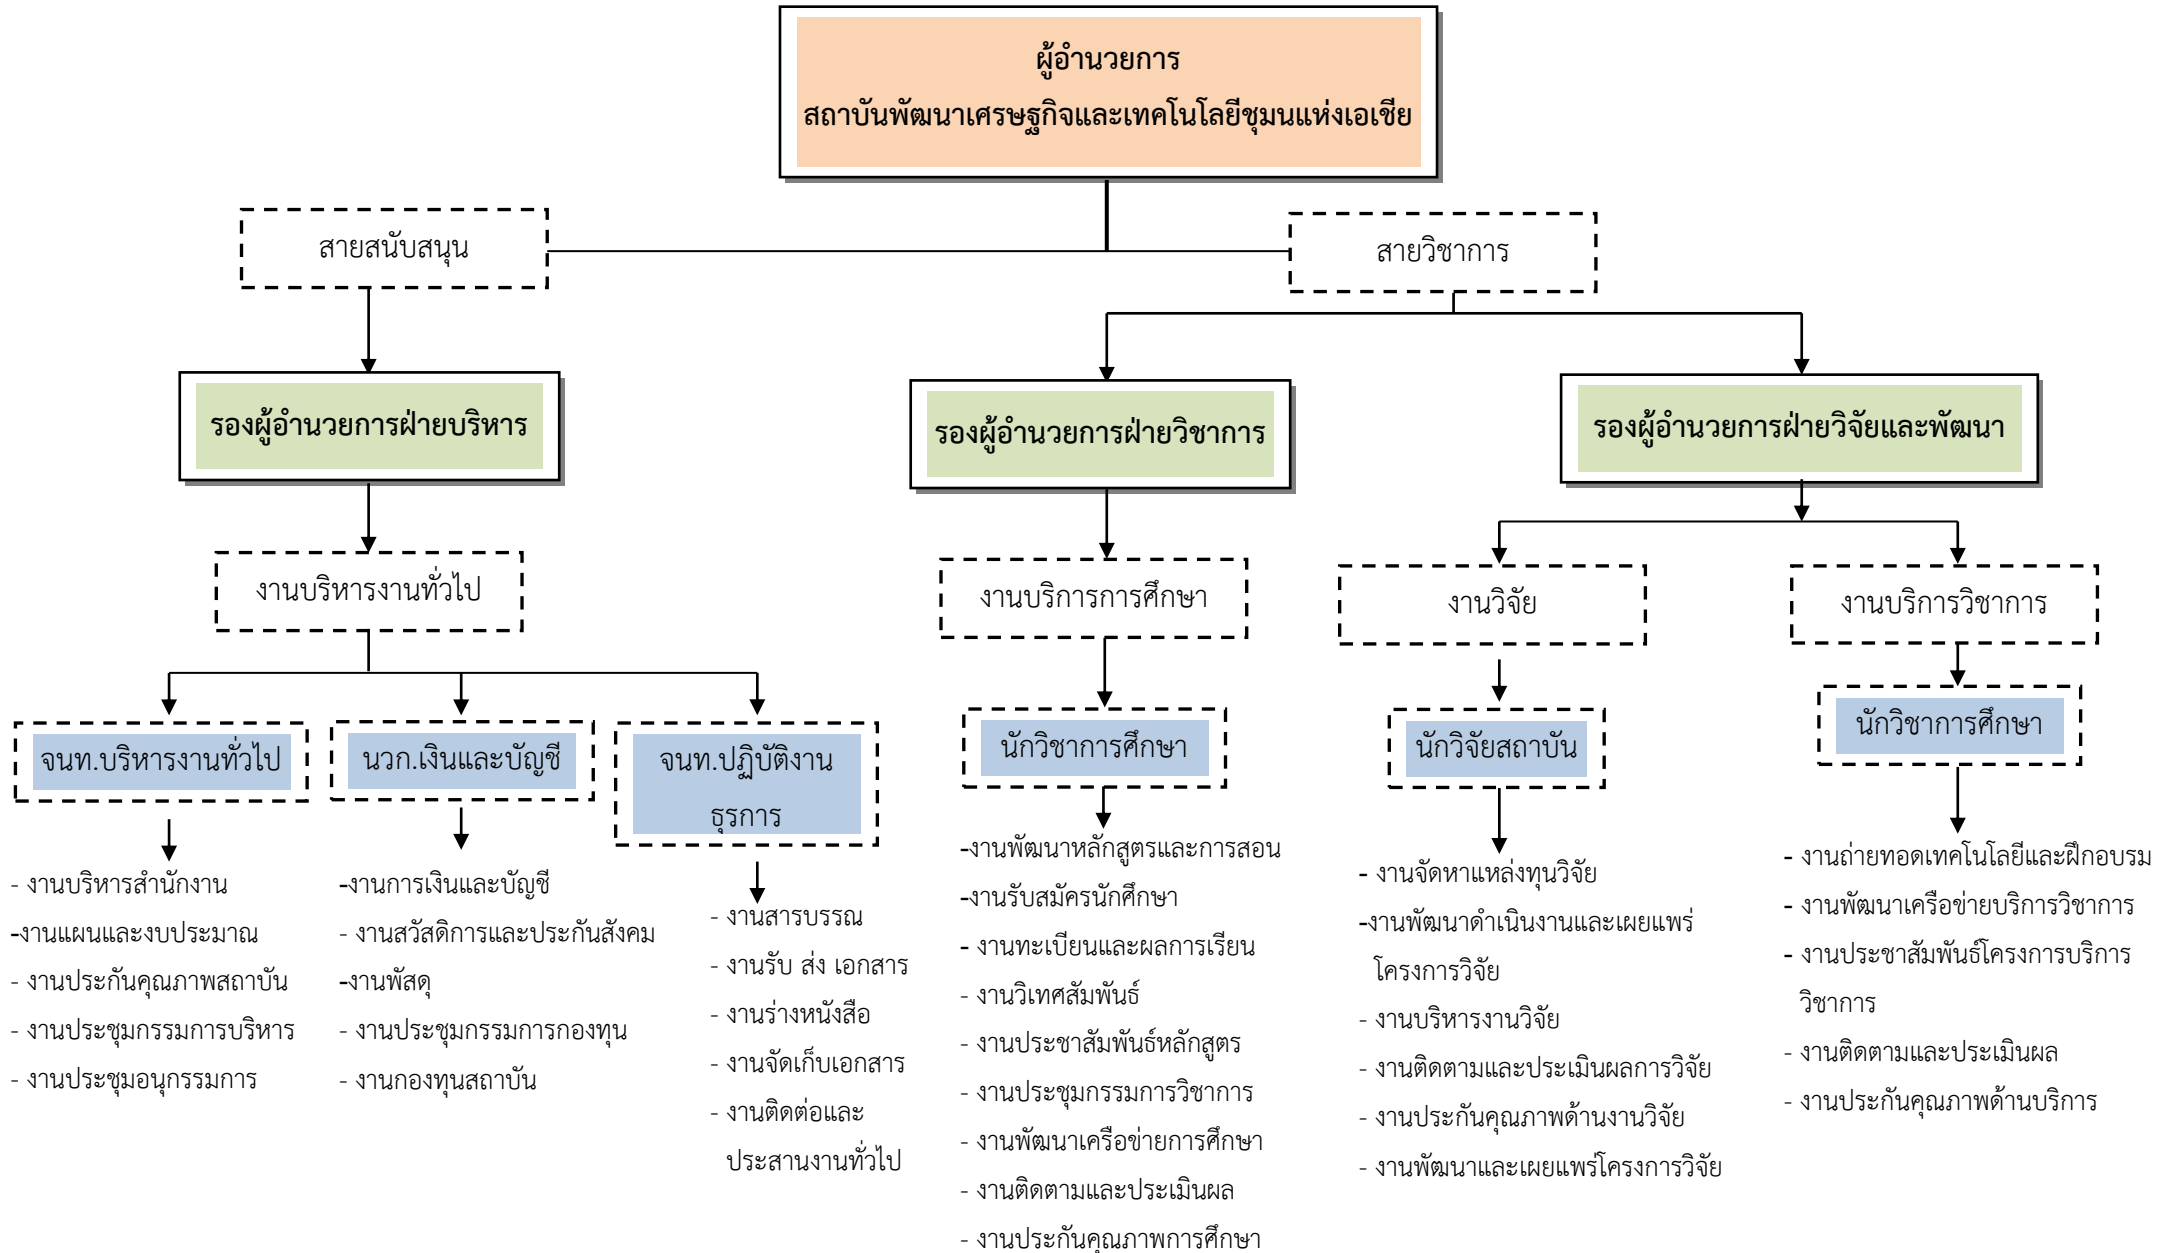 ผู้อำนวยการ
สถาบันพัฒนาเศรษฐกิจและเทคโนโลยีชุมนแห่งเอเชีย
สายสนับสนุน
สายวิชาการ
รองผู้อำนวยการฝ่ายบริหาร
รองผู้อำนวยการฝ่ายวิชาการ
รองผู้อำนวยการฝ่ายวิจัยและพัฒนา
งานบริหารงานทั่วไป
งานบริการการศึกษา
งานวิจัย
งานบริการวิชาการ
จนท.บริหารงานทั่วไป
นวก.เงินและบัญชี
จนท.ปฏิบัติงาน
ธุรการ
นักวิชาการศึกษา
นักวิจัยสถาบัน
นักวิชาการศึกษา
- งานบริหารสำนักงาน
-งานแผนและงบประมาณ
- งานประกันคุณภาพสถาบัน
- งานประชุมกรรมการบริหาร
- งานประชุมอนุกรรมการ
-งานการเงินและบัญชี
- งานสวัสดิการและประกันสังคม
-งานพัสดุ
- งานประชุมกรรมการกองทุน
- งานกองทุนสถาบัน
- งานสารบรรณ
- งานรับ ส่ง เอกสาร
- งานร่างหนังสือ
- งานจัดเก็บเอกสาร
- งานติดต่อและ
ประสานงานทั่วไป
-งานพัฒนาหลักสูตรและการสอน
-งานรับสมัครนักศึกษา
- งานทะเบียนและผลการเรียน
- งานวิเทศสัมพันธ์
- งานประชาสัมพันธ์หลักสูตร
- งานประชุมกรรมการวิชาการ
- งานพัฒนาเครือข่ายการศึกษา
- งานติดตามและประเมินผล
- งานประกันคุณภาพการศึกษา
- งานจัดหาแหล่งทุนวิจัย
-งานพัฒนาดำเนินงานและเผยแพร่
โครงการวิจัย
- งานบริหารงานวิจัย
- งานติดตามและประเมินผลการวิจัย
- งานประกันคุณภาพด้านงานวิจัย
- งานพัฒนาและเผยแพร่โครงการวิจัย
- งานถ่ายทอดเทคโนโลยีและฝึกอบรม
- งานพัฒนาเครือข่ายบริการวิชาการ
- งานประชาสัมพันธ์โครงการบริการ
วิชาการ
- งานติดตามและประเมินผล
- งานประกันคุณภาพด้านบริการ